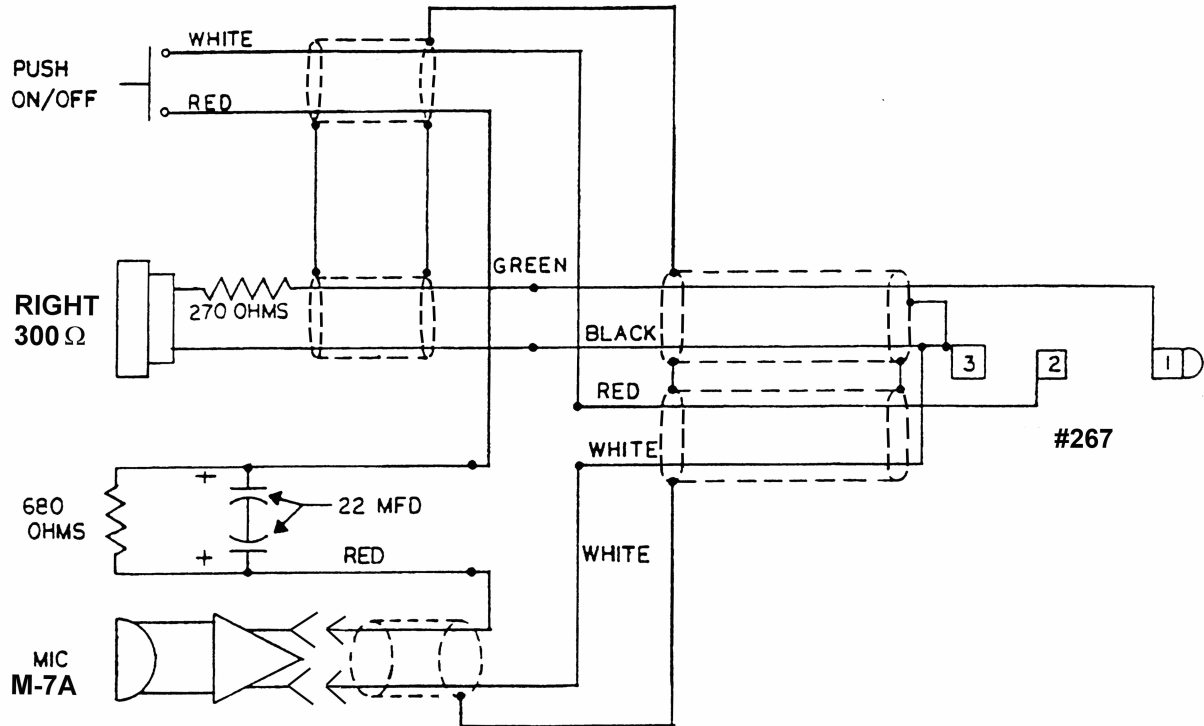 WHITE
PUSH
ON/OFF
RED
GREEN
RIGHT
300 Ω
270 OHMS
BLACK
3
2
1
RED
#267
WHITE
+
680
OHMS
22 MFD
+
RED
WHITE
MIC
M-7A